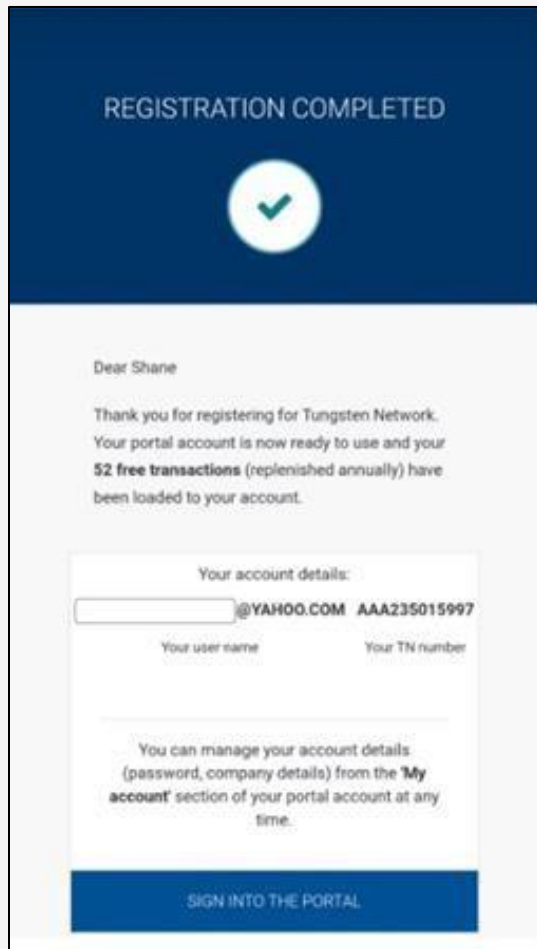 REGISTRATION COMPLETED
Dear Shane
Thank you for registering for Tungsten Network.
Your portal account is now ready to use and your
52 free transactions (replenished annually) have
been loaded to your account.
Your account details:
@YAHOO.COM AAA235015997
Your user name Your TN number
You can manage your account details
(password, company details) from the 'My
account' section of your portal account at any
time.
SIGN INTO THE PORTAL